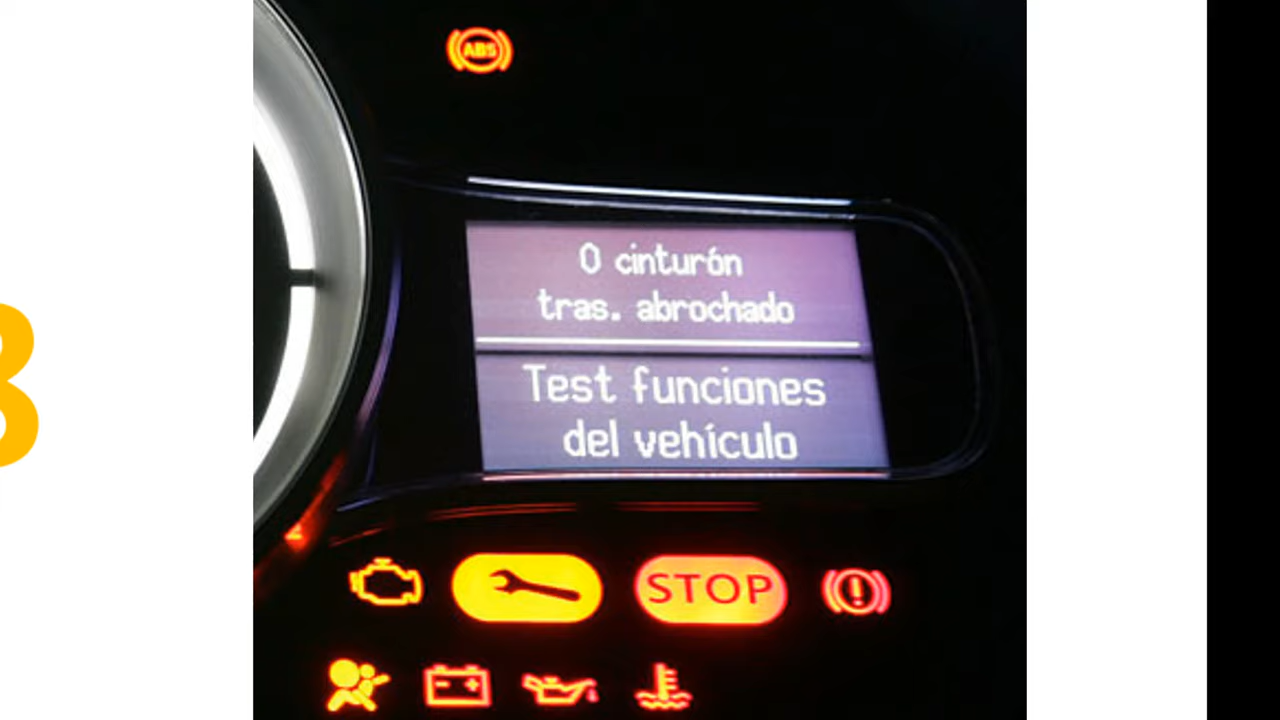 ABS
0 cinturón
tras. abrochado
Test funciones
del vehículo
STOP